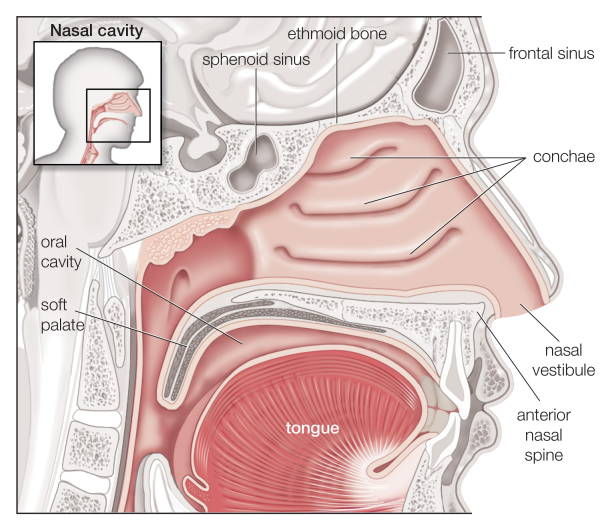 Nasal cavity
ethmoid bone
sphenoid sinus
frontal sinus
conchae
oral
cavity
soft
palate
nasal
vestibule
anterior
nasal
spine
tongue